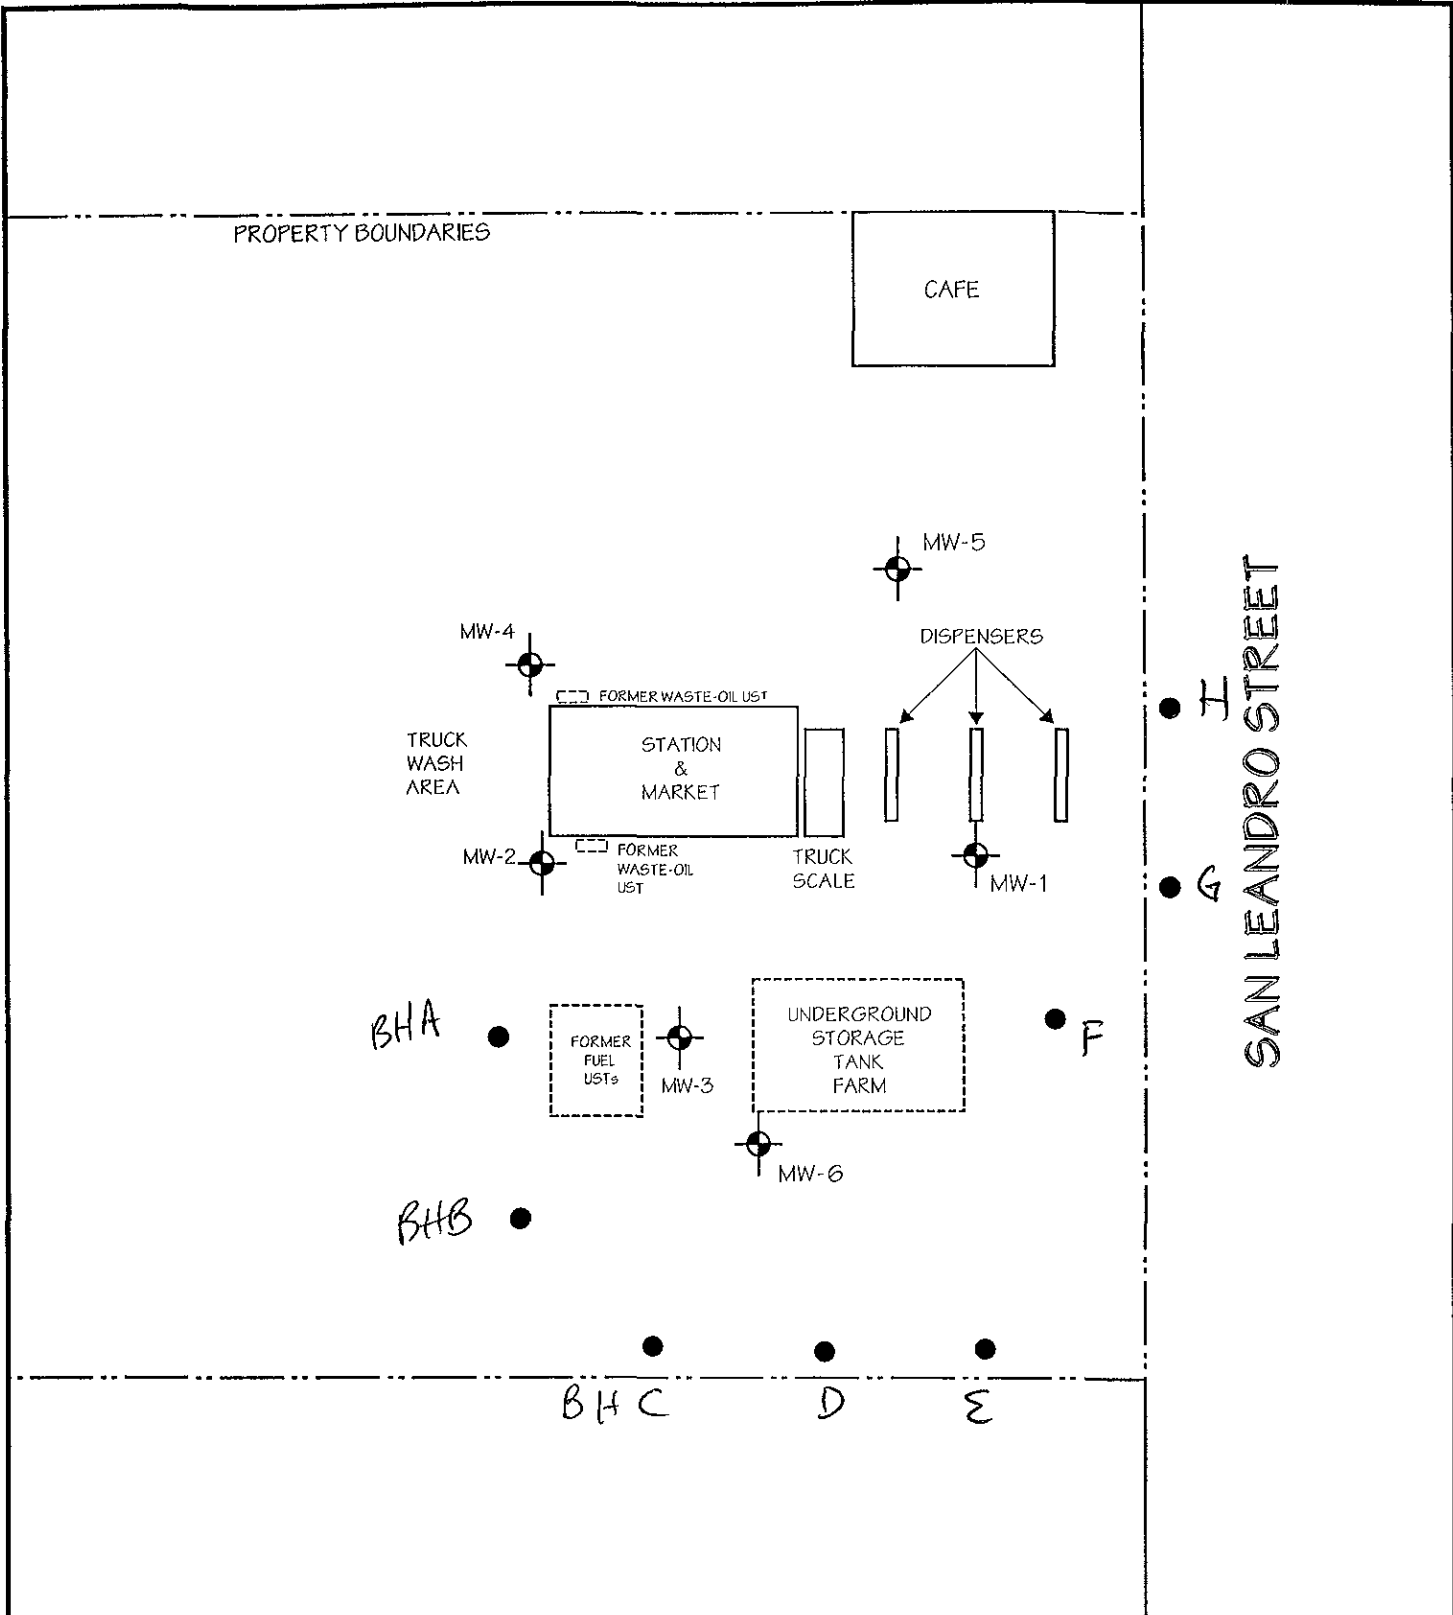 PROPERTY BOUNDARIES
CAFE
MW-5
MW-4
DISPENSERS
FORMER WASTE-OIL UST
H
SAN LEANDRO STREET
TRUCK
WASH
AREA
STATION
&
MARKET
MW-2
FORMER
WASTE-OIL
UST
TRUCK
SCALE
MW-1
G
BHA
FORMER
FUEL
USTs
MW-3
UNDERGROUND
STORAGE
TANK
FARM
F
MW-6
BHB
BH C
D
E